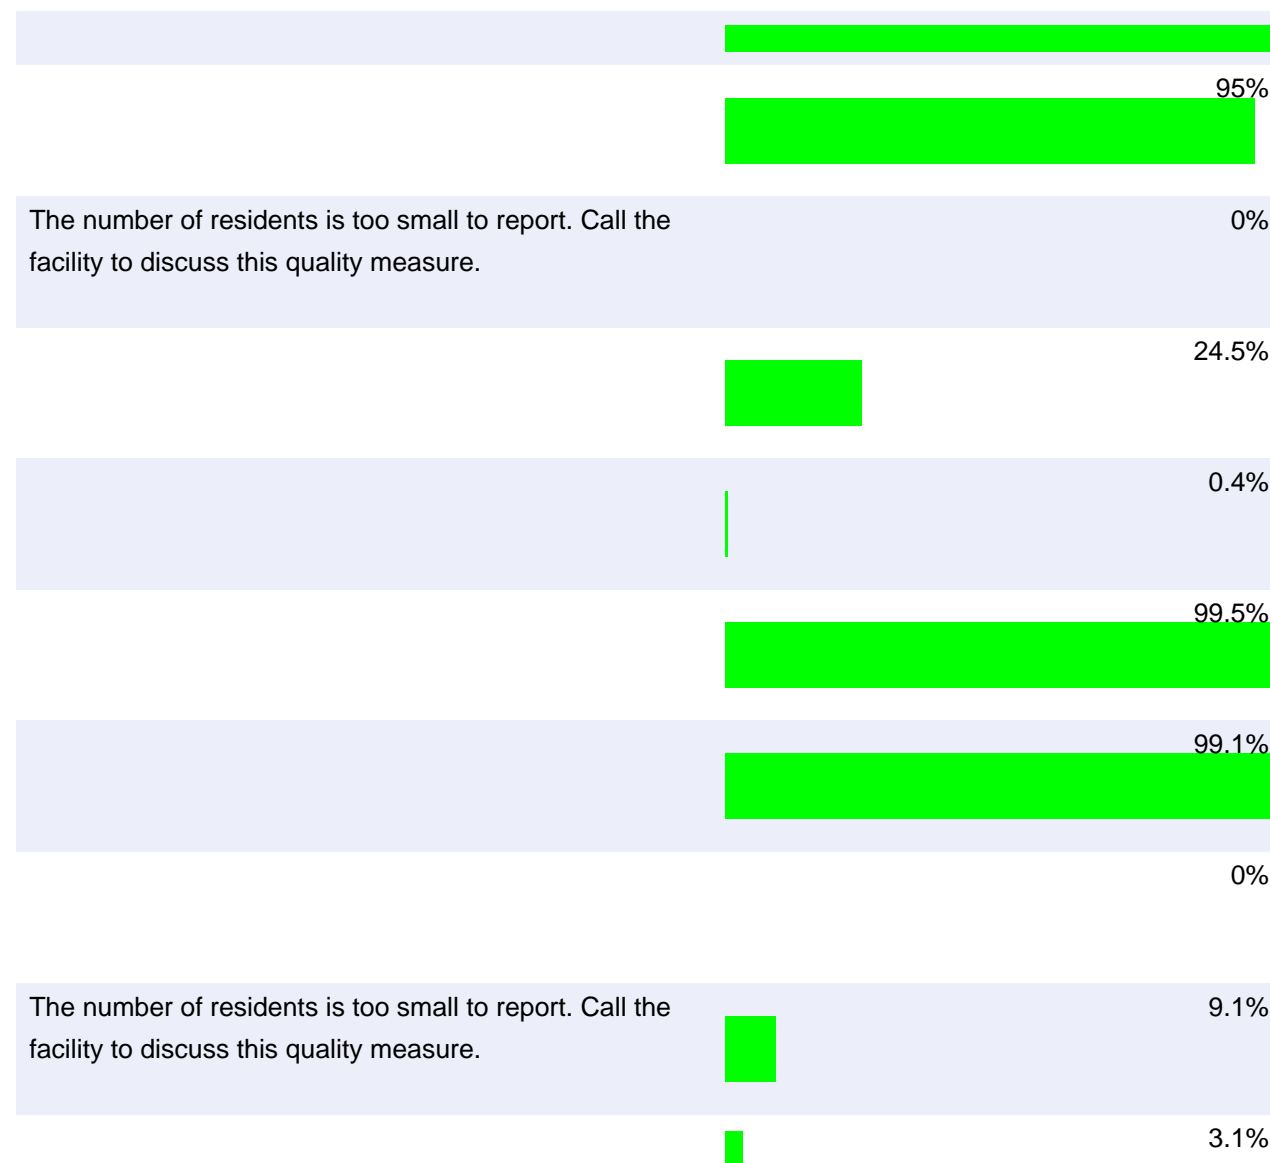 95%
The number of residents is too small to report. Call the
0%
facility to discuss this quality measure.
24.5%
0.4%
99.5%
99.1%
0%
The number of residents is too small to report. Call the
9.1%
facility to discuss this quality measure.
3.1%